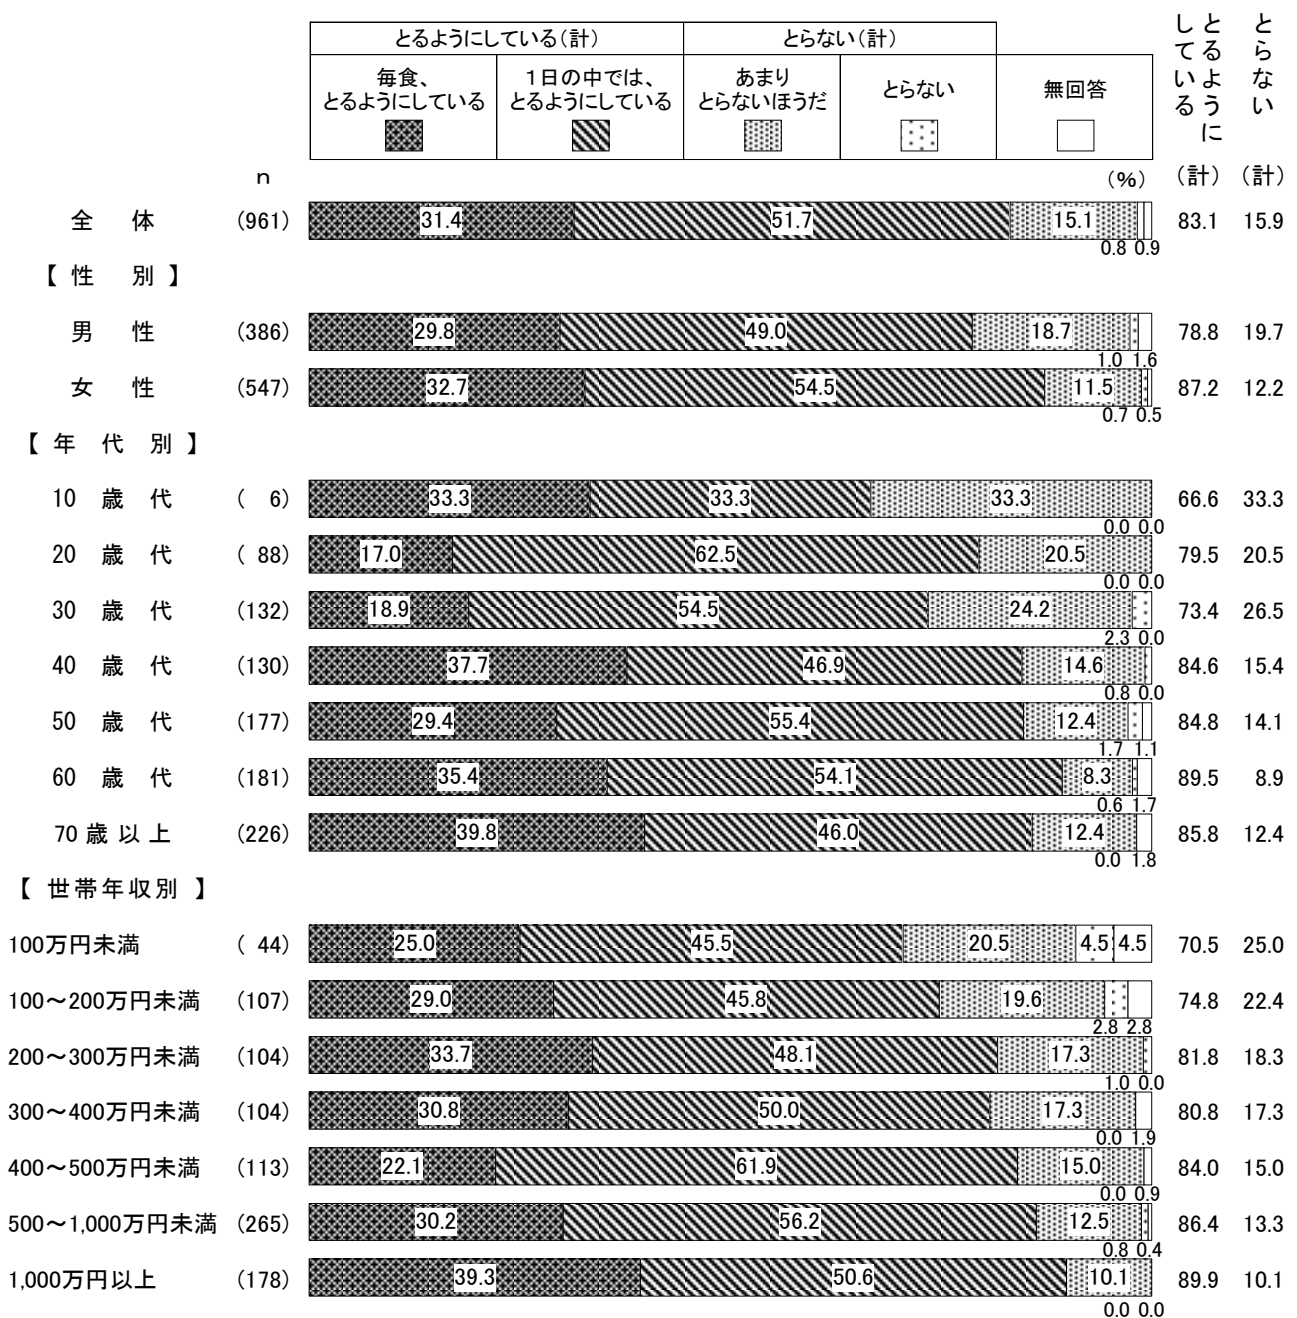 とるようにしている(計) とらない(計)
毎食、
とるようにしている
1日の中では、
とるようにしている
あまり
とらないほうだ
とらない
無回答
とるように
している
(計)
とらない
(計)
n
(%)
全 体 (961) 31.4 51.7 15.1 0.8 0.9 83.1 15.9
【 性 別 】
男 性 (386) 29.8 49.0 18.7 1.0 1.6 78.8 19.7
女 性 (547) 32.7 54.5 11.5 0.7 0.5 87.2 12.2
【 年 代 別 】
10 歳 代 ( 6) 33.3 33.3 33.3 0.0 0.0 66.6 33.3
20 歳 代 ( 88) 17.0 62.5 20.5 0.0 0.0 79.5 20.5
30 歳 代 (132) 18.9 54.5 24.2 2.3 0.0 73.4 26.5
40 歳 代 (130) 37.7 46.9 14.6 0.8 0.0 84.6 15.4
50 歳 代 (177) 29.4 55.4 12.4 1.7 1.1 84.8 14.1
60 歳 代 (181) 35.4 54.1 8.3 0.6 1.7 89.5 8.9
70 歳 以 上 (226) 39.8 46.0 12.4 0.0 1.8 85.8 12.4
【 世帯年収別 】
100万円未満 ( 44) 25.0 45.5 20.5 4.5 4.5 70.5 25.0
100～200万円未満 (107) 29.0 45.8 19.6 2.8 2.8 74.8 22.4
200～300万円未満 (104) 33.7 48.1 17.3 1.0 0.0 81.8 18.3
300～400万円未満 (104) 30.8 50.0 17.3 0.0 1.9 80.8 17.3
400～500万円未満 (113) 22.1 61.9 15.0 0.0 0.9 84.0 15.0
500～1,000万円未満 (265) 30.2 56.2 12.5 0.8 0.4 86.4 13.3
1,000万円以上 (178) 39.3 50.6 10.1 0.0 0.0 89.9 10.1